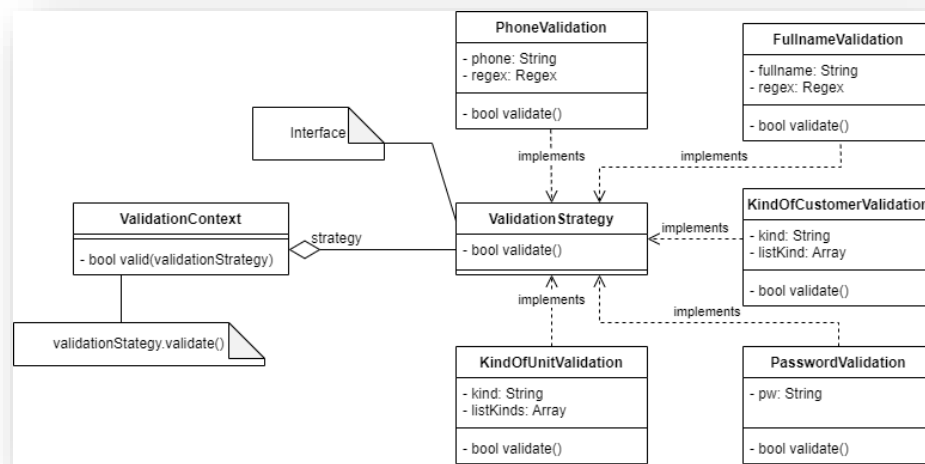 PhoneValidation
- phone: String
- regex: Regex
- bool validate()
FullnameValidation
- fullname: String
- regex: Regex
- bool validate()
Interface
implements
implements
ValidationContext
- bool valid(validationStrategy)
strategy
ValidationStrategy
- bool validate()
implements
KindOfCustomerValidation
- kind: String
- listKind: Array
- bool validate()
validationStategy.validate()
implements
implements
KindOfUnitValidation
- kind: String
- listKinds: Array
- bool validate()
PasswordValidation
- pw: String
- bool validate()